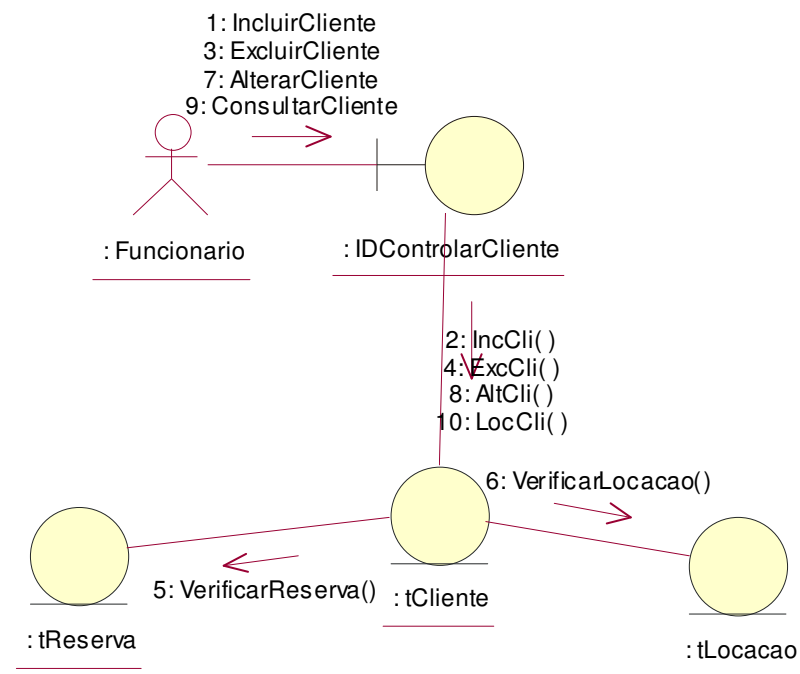 1: IncluirCliente
3: ExcluirCliente
7: AlterarCliente
9: ConsultarCliente
: Funcionario
: IDControlarCliente
2: IncCli( )
4: ExcCli( )
8: AltCli( )
10: LocCli( )
6: VerificarLocacao()
5: VerificarReserva()
: tCliente
: tReserva
: tLocacao